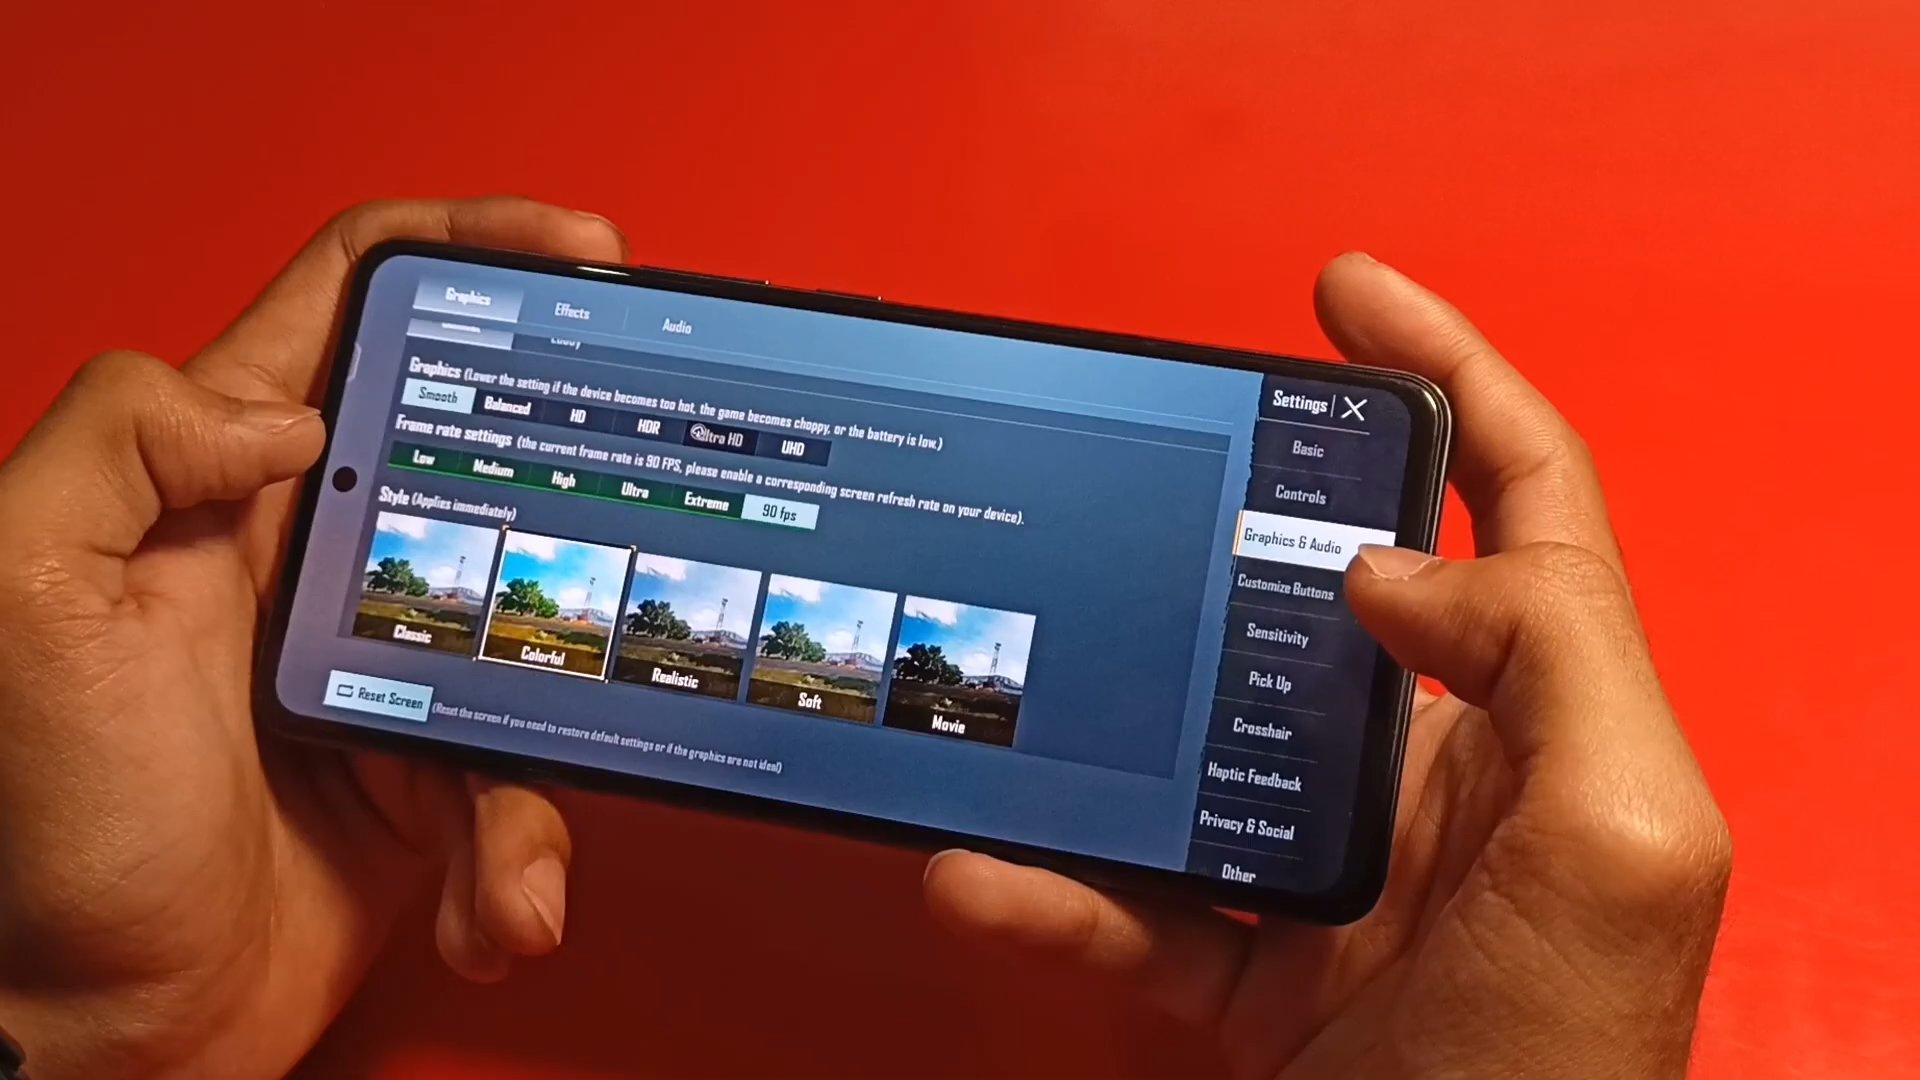 Graphics
Effects
Audio
Graphics (Lower the setting if the device becomes too hot, the game becomes choppy, or the battery is low.)
Smooth
Balanced
HD
HDR
Ultra HD
UHD
Frame rate settings (the current frame rate is 90 FPS, please enable a corresponding screen refresh rate on your device).
Low
Medium
High
Ultra
Extreme
90 fps
Style (Applies immediately)
Classic
Colorful
Realistic
Soft
Movie
Reset Screen
(Reset the screen if you need to restore default settings or if the graphics are not ideal)
Settings
Basic
Controls
Graphics & Audio
Customize Buttons
Sensitivity
Pick Up
Crosshair
Haptic Feedback
Privacy & Social
Other